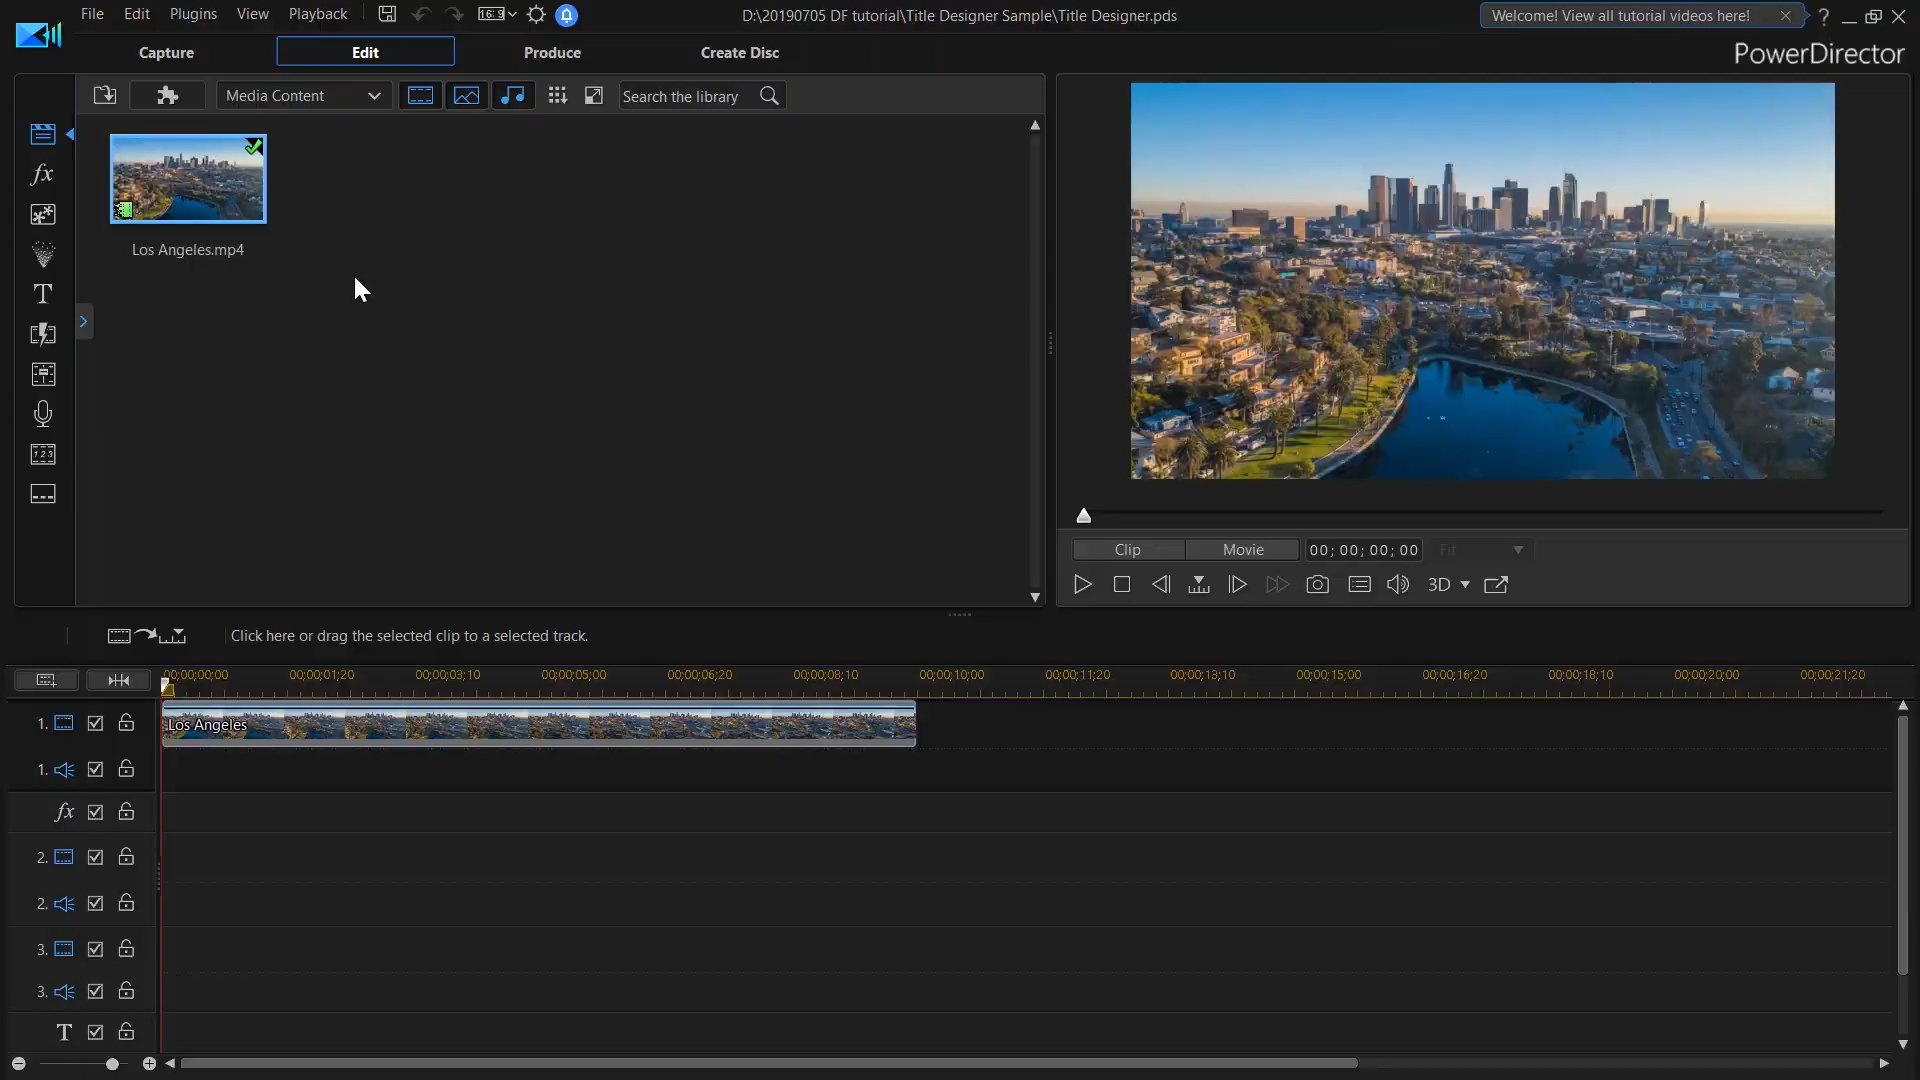 File Edit Plugins View Playback 16:9 D:\20190705 DF tutorial\Title Designer Sample\Title Designer.pds Welcome! View all tutorial videos here! ?
Capture Edit Produce Create Disc PowerDirector
Media Content Search the library
fx
T
Los Angeles.mp4
1 2 3
Clip Movie 00; 00; 00; 00 Fit
3D
Click here or drag the selected clip to a selected track.
00;00;00;00 00;00;01;20 00;00;03;10 00;00;05;00 00;00;06;20 00;00;08;10 00;00;10;00 00;00;11;20 00;00;13;10 00;00;15;00 00;00;16;20 00;00;18;10 00;00;20;00 00;00;21;20
1. Los Angeles
1.
fx
2.
2.
3.
3.
T